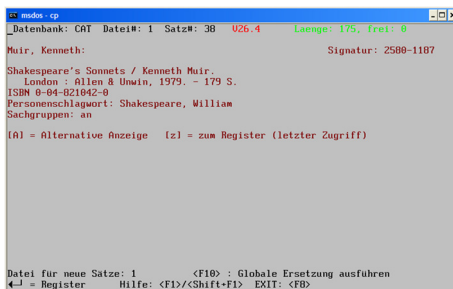 msdos - cp
_Datenbank: CAT Datei#: 1 Satz#: 38 V26.4 Laenge: 175, frei: 0
Muir, Kenneth: Signatur: 2580-1187
Shakespeare's Sonnets / Kenneth Muir.
London : Allen & Unwin, 1979. - 179 S.
ISBN 0-04-821042-0
Personenschlagwort: Shakespeare, William
Sachgruppen: an
[A] = Alternative Anzeige [z] = zum Register (letzter Zugriff)
Datei für neue Sätze: 1 <F10> : Globale Ersetzung ausführen
◄─┘ = Register Hilfe: <F1>/<Shift+F1> EXIT: <F8>